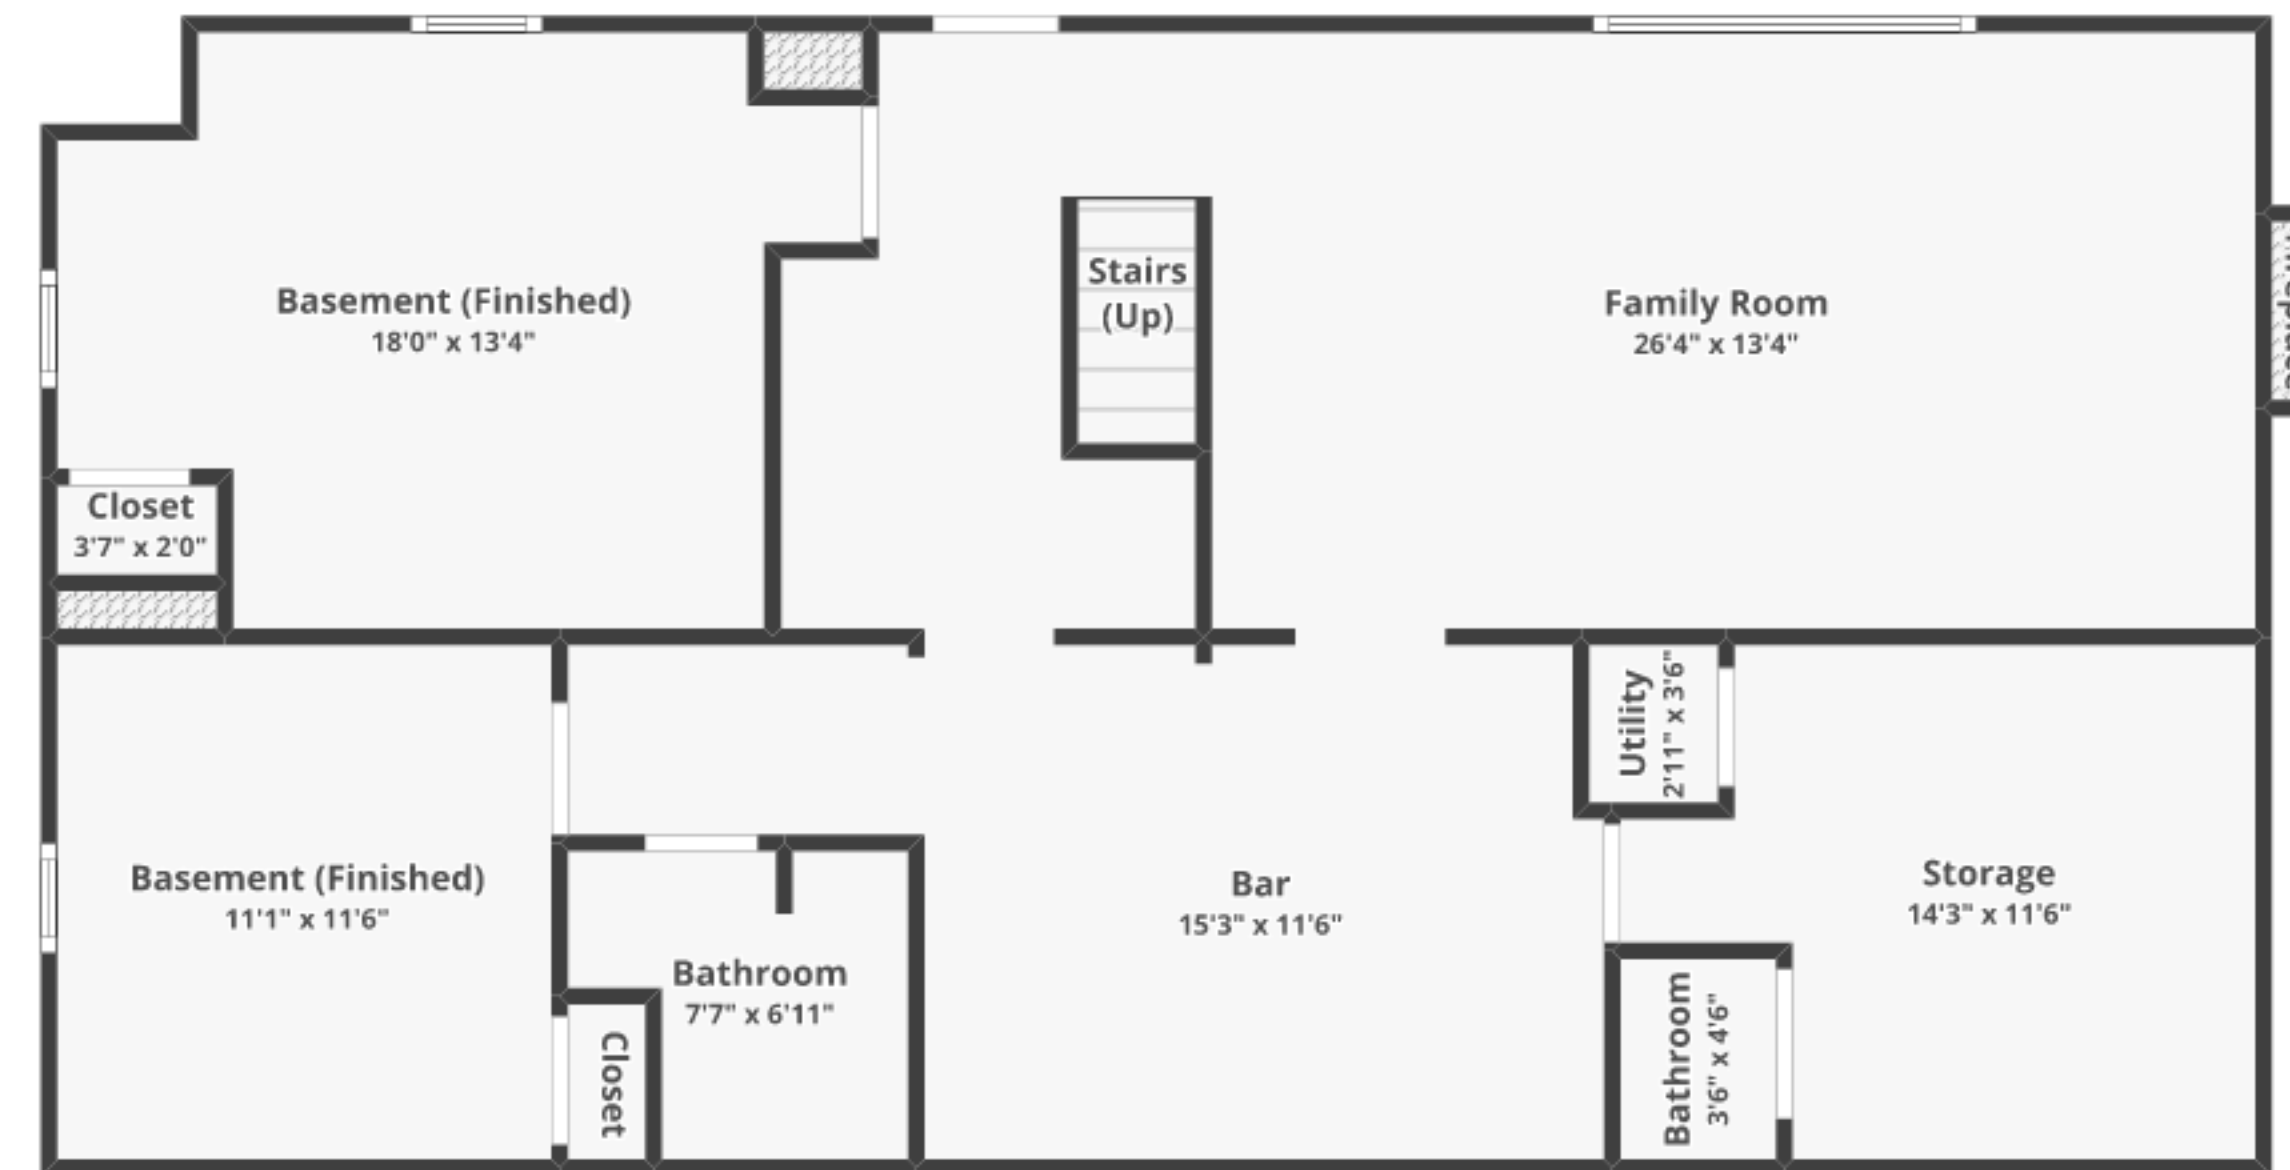 Basement (Finished)
18'0" x 13'4"
Stairs
(Up)
Family Room
26'4" x 13'4"
Closet
3'7" x 2'0"
Basement (Finished)
11'1" x 11'6"
Bathroom
7'7" x 6'11"
Closet
Bar
15'3" x 11'6"
Utility
2'11" x 3'6"
Storage
14'3" x 11'6"
Bathroom
3'6" x 4'6"